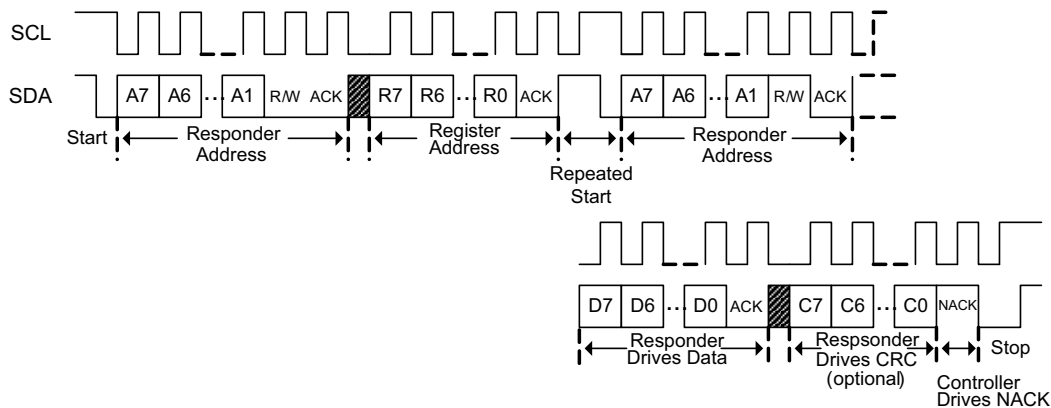 SCL
SDA
A7 A6 ... A1 R/W ACK R7 R6 ... R0 ACK A7 A6 ... A1 R/W ACK
Start
Responder
Address
Register
Address
Repeated
Start
Responder
Address
D7 D6 ... D0 ACK C7 C6 ... C0 NACK
Responder
Drives Data
Respsonder
Drives CRC
(optional)
Stop
Controller
Drives NACK